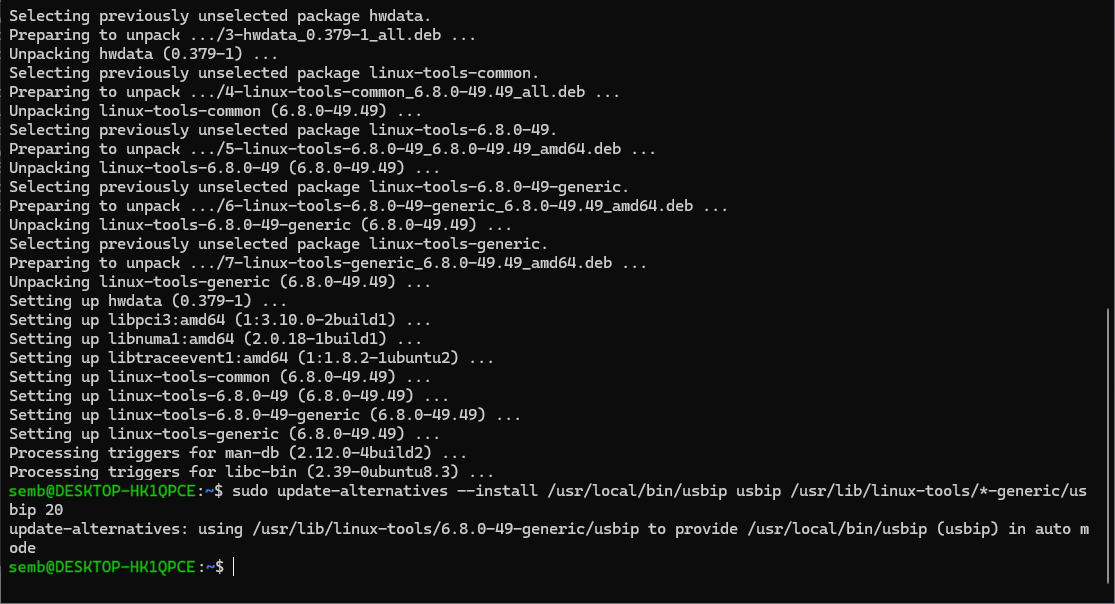 Selecting previously unselected package hwdata.
Preparing to unpack .../3-hwdata_0.379-1_all.deb ...
Unpacking hwdata (0.379-1) ...
Selecting previously unselected package linux-tools-common.
Preparing to unpack .../4-linux-tools-common_6.8.0-49.49_all.deb ...
Unpacking linux-tools-common (6.8.0-49.49) ...
Selecting previously unselected package linux-tools-6.8.0-49.
Preparing to unpack .../5-linux-tools-6.8.0-49_6.8.0-49.49_amd64.deb ...
Unpacking linux-tools-6.8.0-49 (6.8.0-49.49) ...
Selecting previously unselected package linux-tools-6.8.0-49-generic.
Preparing to unpack .../6-linux-tools-6.8.0-49-generic_6.8.0-49.49_amd64.deb ...
Unpacking linux-tools-6.8.0-49-generic (6.8.0-49.49) ...
Selecting previously unselected package linux-tools-generic.
Preparing to unpack .../7-linux-tools-generic_6.8.0-49.49_amd64.deb ...
Unpacking linux-tools-generic (6.8.0-49.49) ...
Setting up hwdata (0.379-1) ...
Setting up libpci3:amd64 (1:3.10.0-2build1) ...
Setting up libnuma1:amd64 (2.0.18-1build1) ...
Setting up libtraceevent1:amd64 (1:1.8.2-1ubuntu2) ...
Setting up linux-tools-common (6.8.0-49.49) ...
Setting up linux-tools-6.8.0-49 (6.8.0-49.49) ...
Setting up linux-tools-6.8.0-49-generic (6.8.0-49.49) ...
Setting up linux-tools-generic (6.8.0-49.49) ...
Processing triggers for man-db (2.12.0-4build2) ...
Processing triggers for libc-bin (2.39-0ubuntu8.3) ...
semb@DESKTOP-HK1QPCE:~$ sudo update-alternatives --install /usr/local/bin/usbip usbip /usr/lib/linux-tools/*-generic/us
bip 20
update-alternatives: using /usr/lib/linux-tools/6.8.0-49-generic/usbip to provide /usr/local/bin/usbip (usbip) in auto m
ode
semb@DESKTOP-HK1QPCE:~$